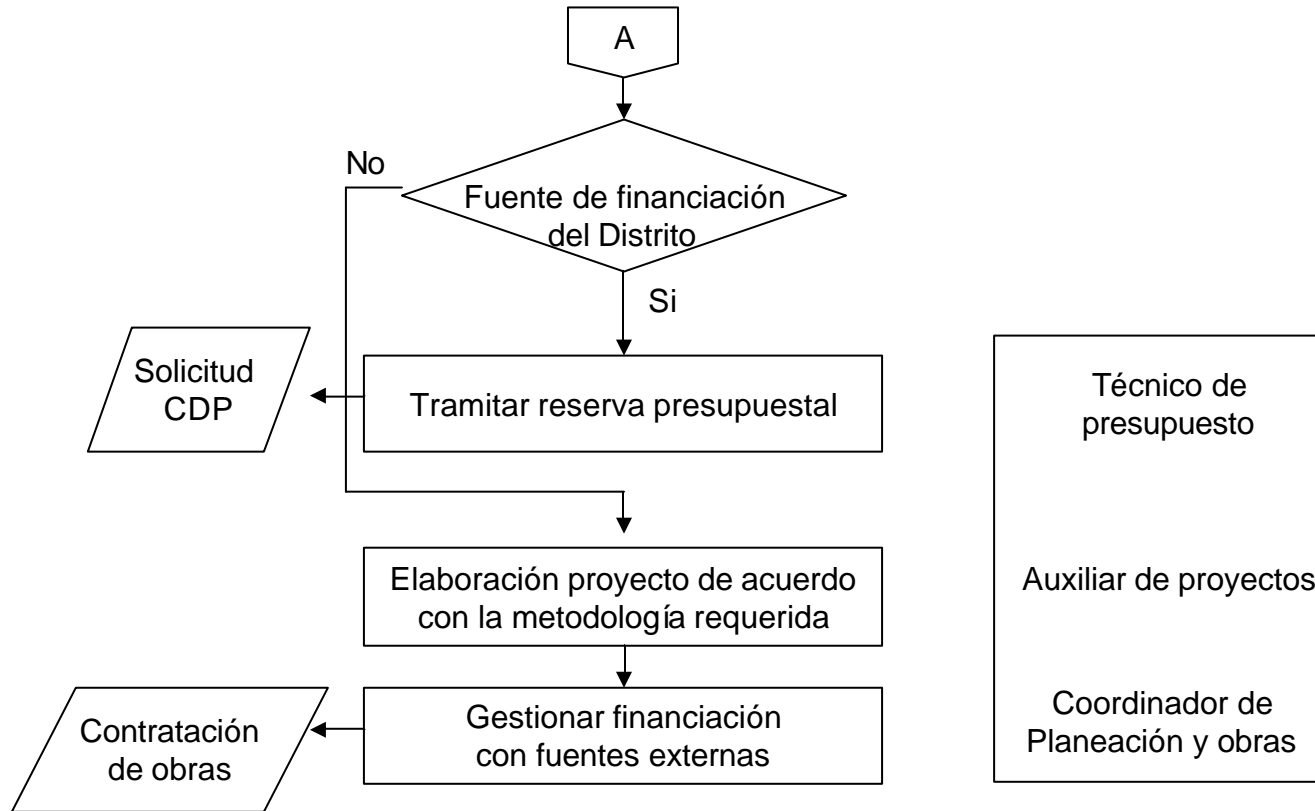 A
No
Fuente de financiación
del Distrito
Si
Solicitud
CDP
Tramitar reserva presupuestal
Técnico de
presupuesto
Elaboración proyecto de acuerdo
con la metodología requerida
Auxiliar de proyectos
Contratación
de obras
Gestionar financiación
con fuentes externas
Coordinador de
Planeación y obras